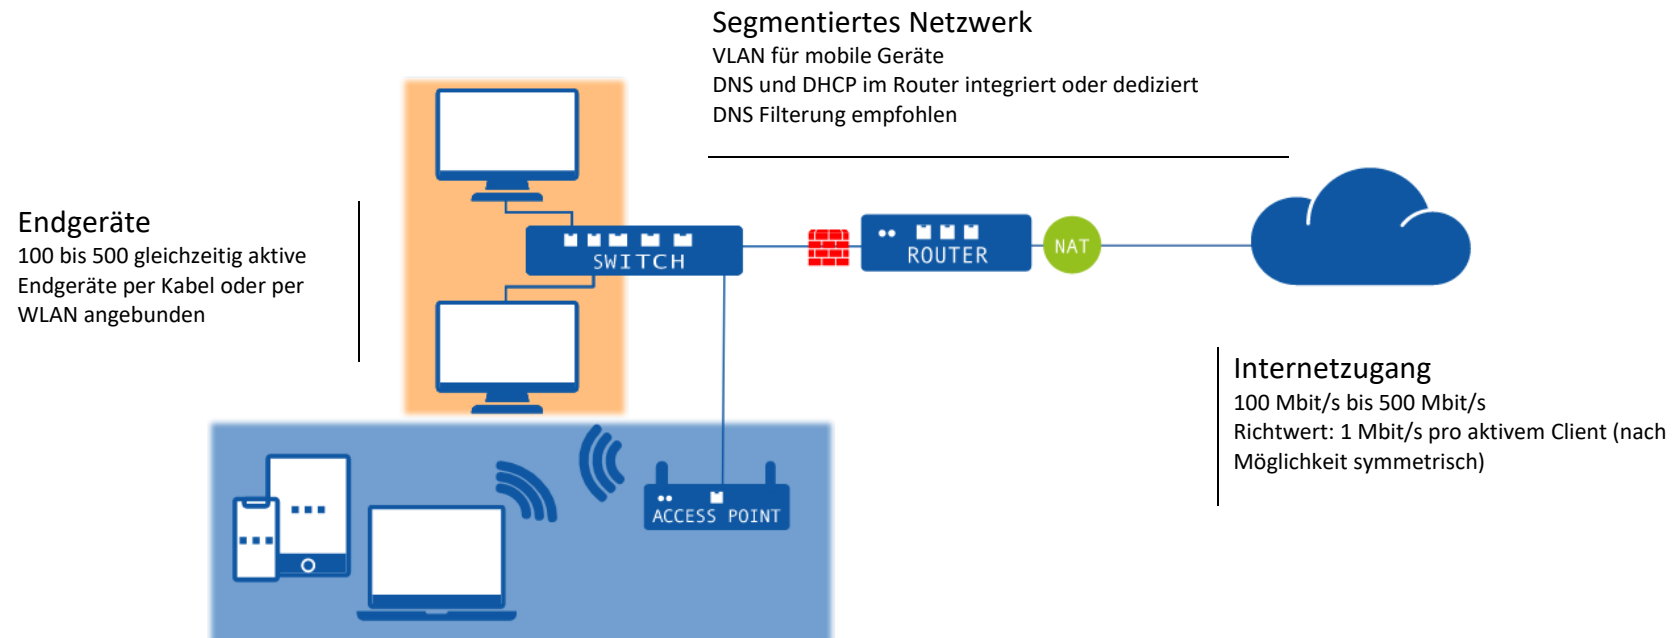 Segmentiertes Netzwerk
VLAN für mobile Geräte
DNS und DHCP im Router integriert oder dediziert
DNS Filterung empfohlen
Endgeräte
100 bis 500 gleichzeitig aktive
Endgeräte per Kabel oder per
WLAN angebunden
SWITCH
ROUTER
NAT
Internetzugang
100 Mbit/s bis 500 Mbit/s
Richtwert: 1 Mbit/s pro aktivem Client (nach
Möglichkeit symmetrisch)
ACCESS POINT